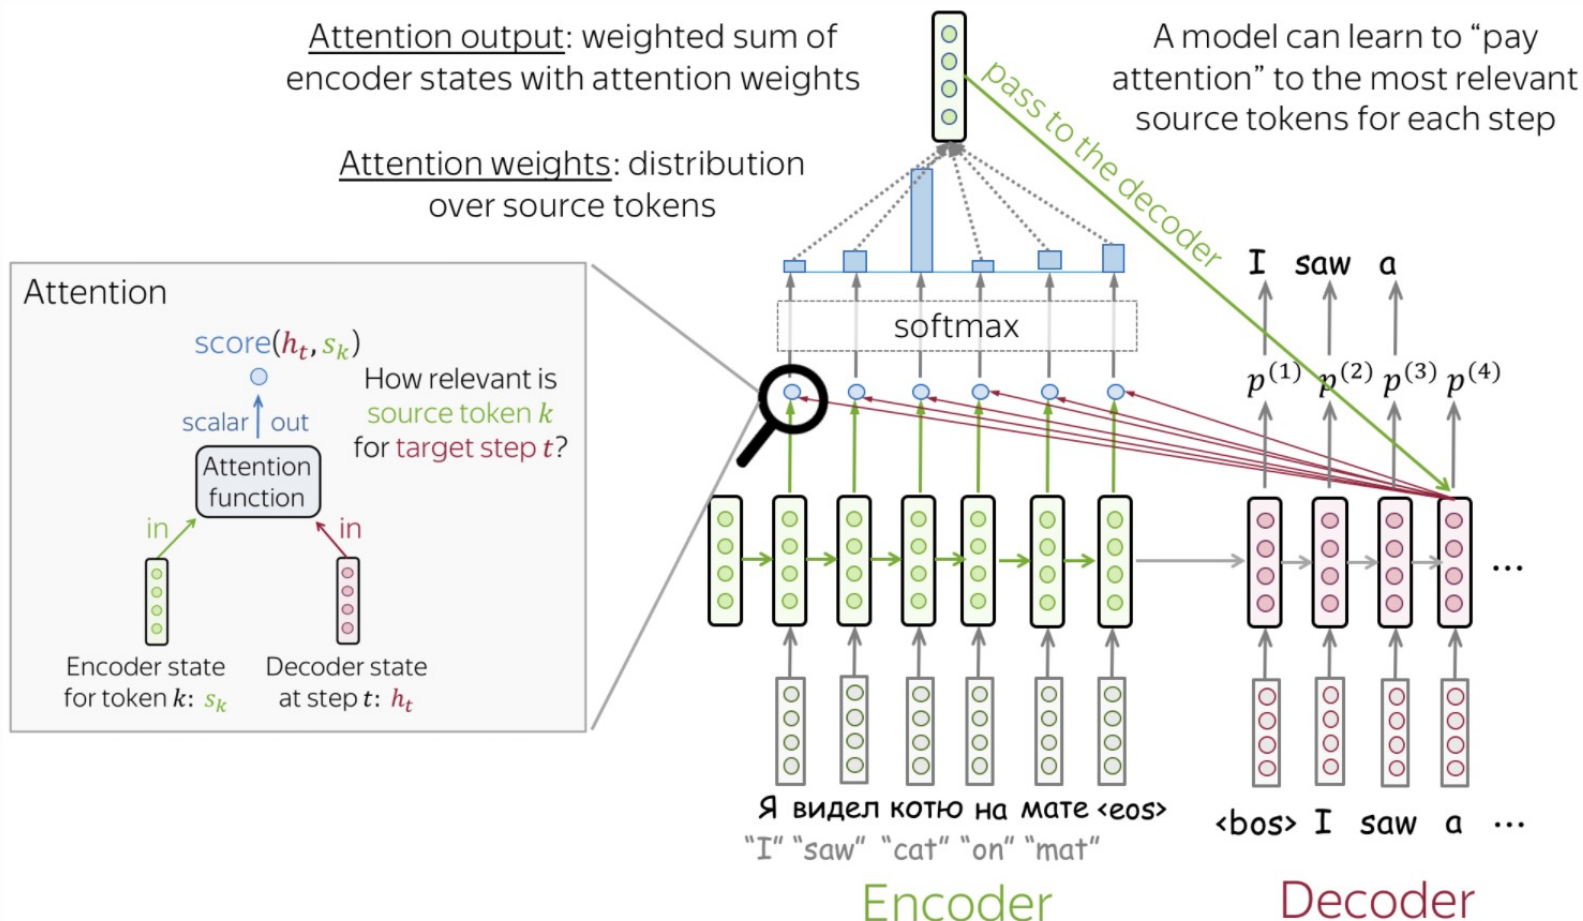 Attention output: weighted sum of
encoder states with attention weights
A model can learn to “pay
attention” to the most relevant
source tokens for each step
pass to the decoder
Attention weights: distribution
over source tokens
Attention
score(hₜ, sₖ)
scalar out
How relevant is
source token k
for target step t?
Attention
function
in in
Encoder state
for token k: sₖ
Decoder state
at step t: hₜ
softmax
I saw a
p⁽¹⁾ p⁽²⁾ p⁽³⁾ p⁽⁴⁾
...
Я видел котю на мате <eos>
“I” “saw” “cat” “on” “mat”
<bos> I saw a ...
Encoder
Decoder